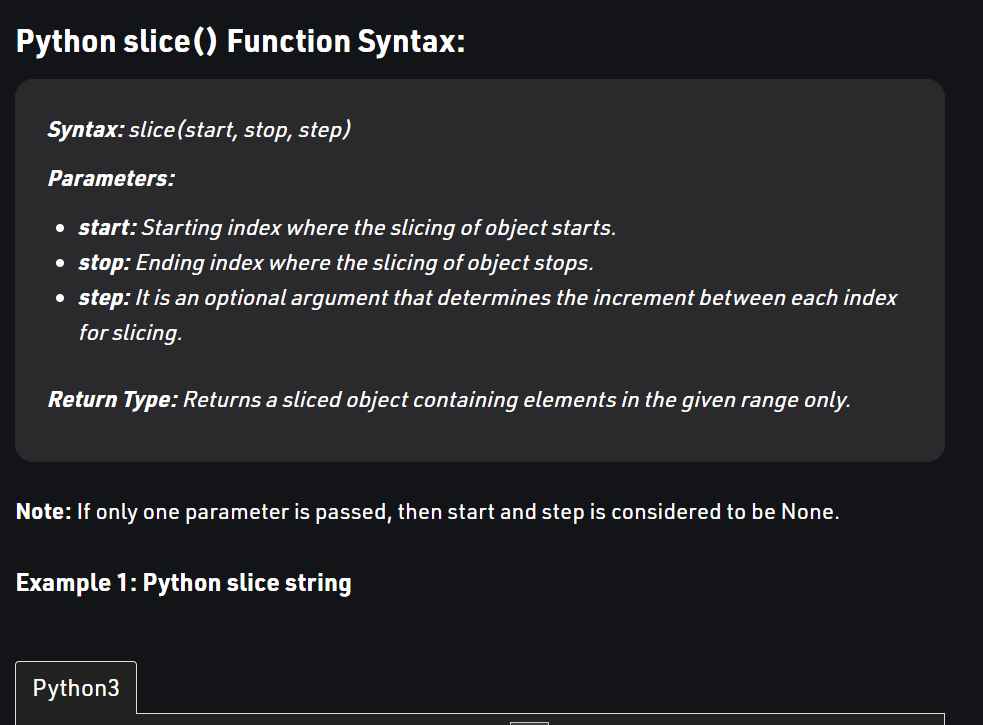 Python slice() Function Syntax:
Syntax: slice(start, stop, step)
Parameters:
start: Starting index where the slicing of object starts.
stop: Ending index where the slicing of object stops.
step: It is an optional argument that determines the increment between each index
for slicing.
Return Type: Returns a sliced object containing elements in the given range only.
Note: If only one parameter is passed, then start and step is considered to be None.
Example 1: Python slice string
Python3